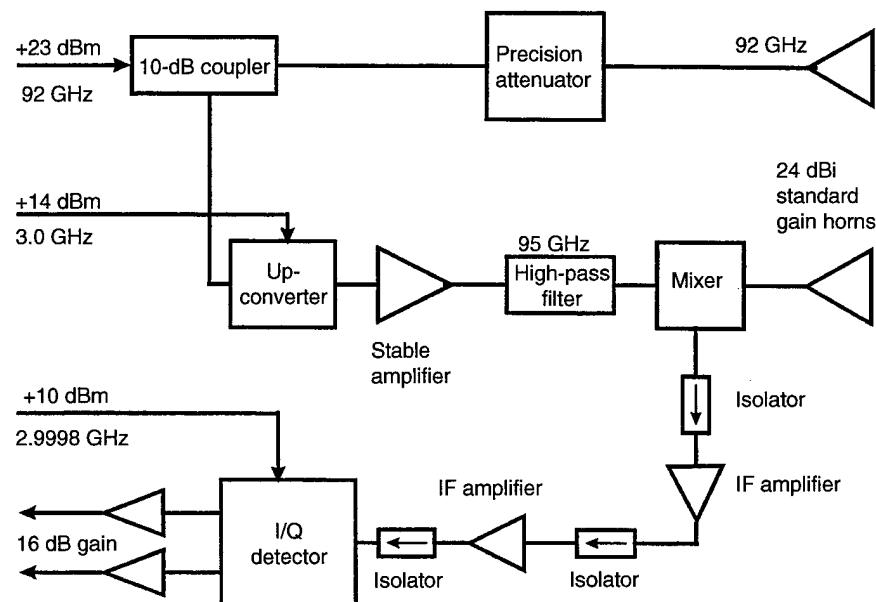 +23 dBm
92 GHz
10-dB coupler
Precision
attenuator
92 GHz
+14 dBm
3.0 GHz
Up-
converter
Stable
amplifier
95 GHz
High-pass
filter
Mixer
24 dBi
standard
gain horns
Isolator
IF amplifier
+10 dBm
2.9998 GHz
16 dB gain
I/Q
detector
IF amplifier
Isolator
Isolator